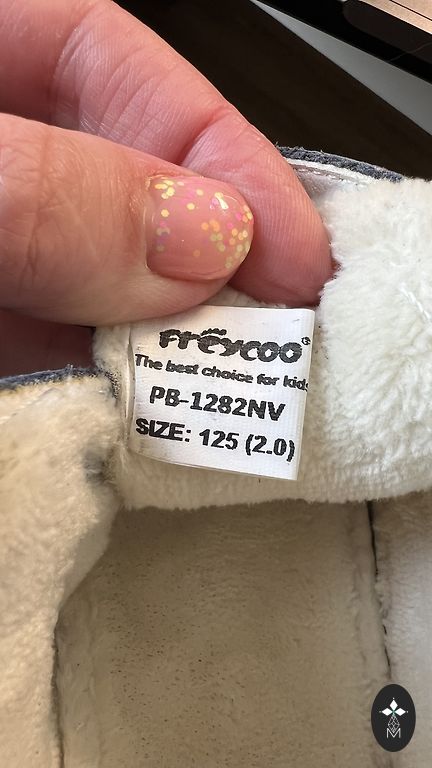 Freycoo®
The best choice for kids
PB-1282NV
SIZE: 125 (2.0)
M